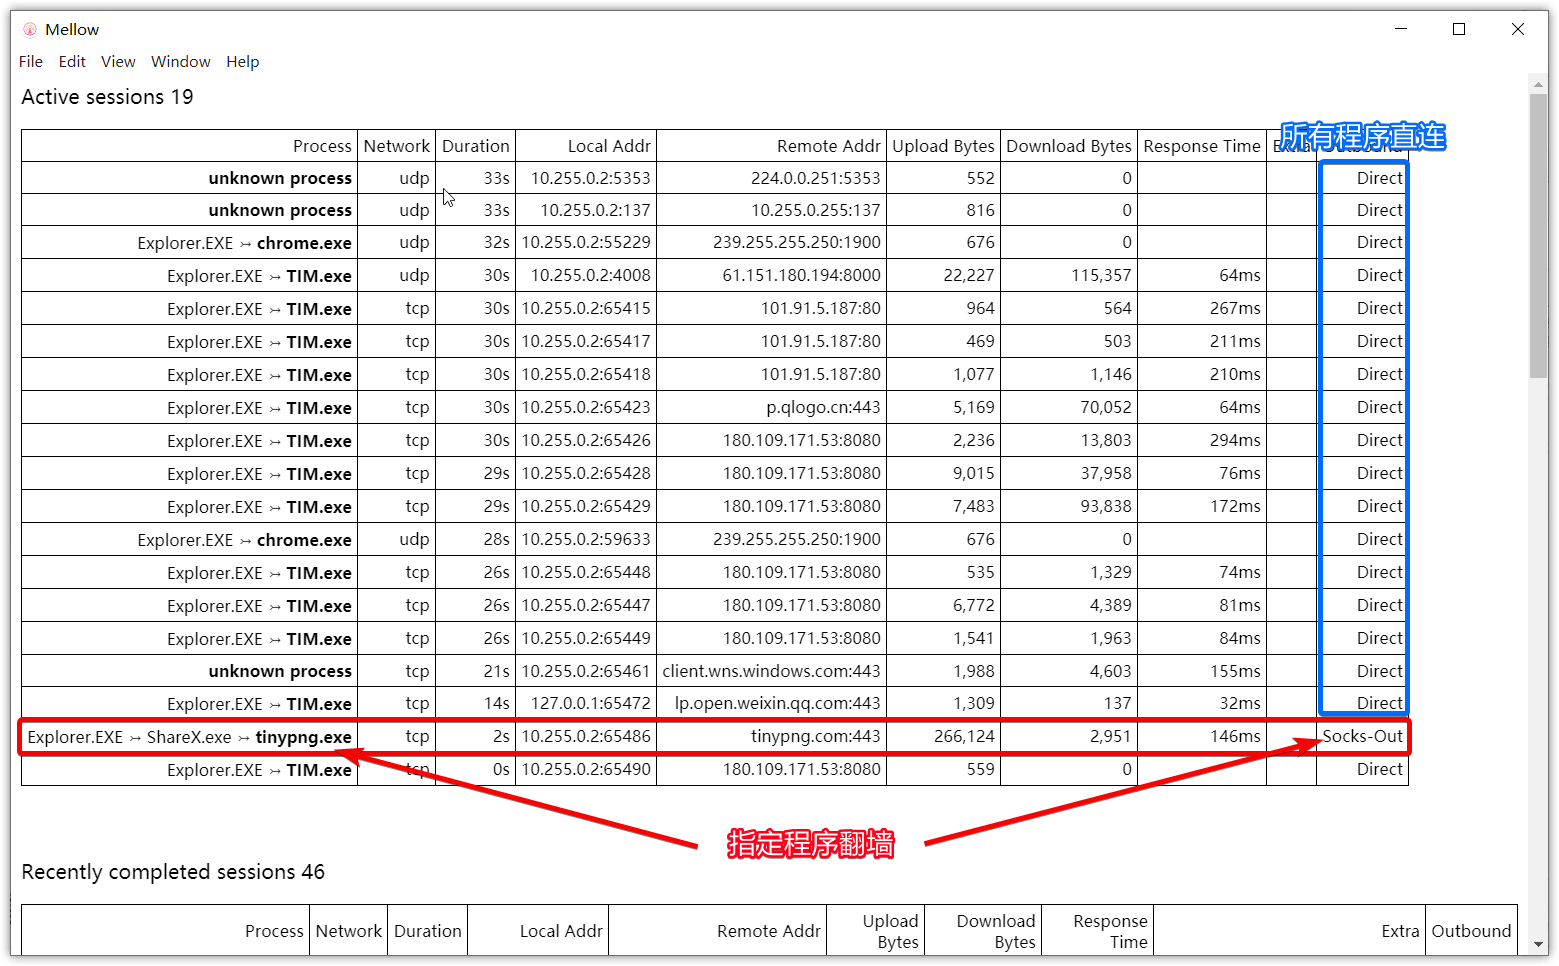 Mellow
File Edit View Window Help
Active sessions 19
所有程序直连
Process Network Duration Local Addr Remote Addr Upload Bytes Download Bytes Response Time
unknown process udp 33s 10.255.0.2:5353 224.0.0.251:5353 552 0 Direct
unknown process udp 33s 10.255.0.2:137 10.255.0.255:137 816 0 Direct
Explorer.EXE ↣ chrome.exe udp 32s 10.255.0.2:55229 239.255.255.250:1900 676 0 Direct
Explorer.EXE ↣ TIM.exe udp 30s 10.255.0.2:4008 61.151.180.194:8000 22,227 115,357 64ms Direct
Explorer.EXE ↣ TIM.exe tcp 30s 10.255.0.2:65415 101.91.5.187:80 964 564 267ms Direct
Explorer.EXE ↣ TIM.exe tcp 30s 10.255.0.2:65417 101.91.5.187:80 469 503 211ms Direct
Explorer.EXE ↣ TIM.exe tcp 30s 10.255.0.2:65418 101.91.5.187:80 1,077 1,146 210ms Direct
Explorer.EXE ↣ TIM.exe tcp 30s 10.255.0.2:65423 p.qlogo.cn:443 5,169 70,052 64ms Direct
Explorer.EXE ↣ TIM.exe tcp 30s 10.255.0.2:65426 180.109.171.53:8080 2,236 13,803 294ms Direct
Explorer.EXE ↣ TIM.exe tcp 29s 10.255.0.2:65428 180.109.171.53:8080 9,015 37,958 76ms Direct
Explorer.EXE ↣ TIM.exe tcp 29s 10.255.0.2:65429 180.109.171.53:8080 7,483 93,838 172ms Direct
Explorer.EXE ↣ chrome.exe udp 28s 10.255.0.2:59633 239.255.255.250:1900 676 0 Direct
Explorer.EXE ↣ TIM.exe tcp 26s 10.255.0.2:65448 180.109.171.53:8080 535 1,329 74ms Direct
Explorer.EXE ↣ TIM.exe tcp 26s 10.255.0.2:65447 180.109.171.53:8080 6,772 4,389 81ms Direct
Explorer.EXE ↣ TIM.exe tcp 26s 10.255.0.2:65449 180.109.171.53:8080 1,541 1,963 84ms Direct
unknown process tcp 21s 10.255.0.2:65461 client.wns.windows.com:443 1,988 4,603 155ms Direct
Explorer.EXE ↣ TIM.exe tcp 14s 127.0.0.1:65472 lp.open.weixin.qq.com:443 1,309 137 32ms Direct
Explorer.EXE ↣ ShareX.exe ↣ tinypng.exe tcp 2s 10.255.0.2:65486 tinypng.com:443 266,124 2,951 146ms Socks-Out
Explorer.EXE ↣ TIM.exe tcp 0s 10.255.0.2:65490 180.109.171.53:8080 559 0 Direct
指定程序翻墙
Recently completed sessions 46
Process Network Duration Local Addr Remote Addr Upload Bytes Download Bytes Response Time Extra Outbound